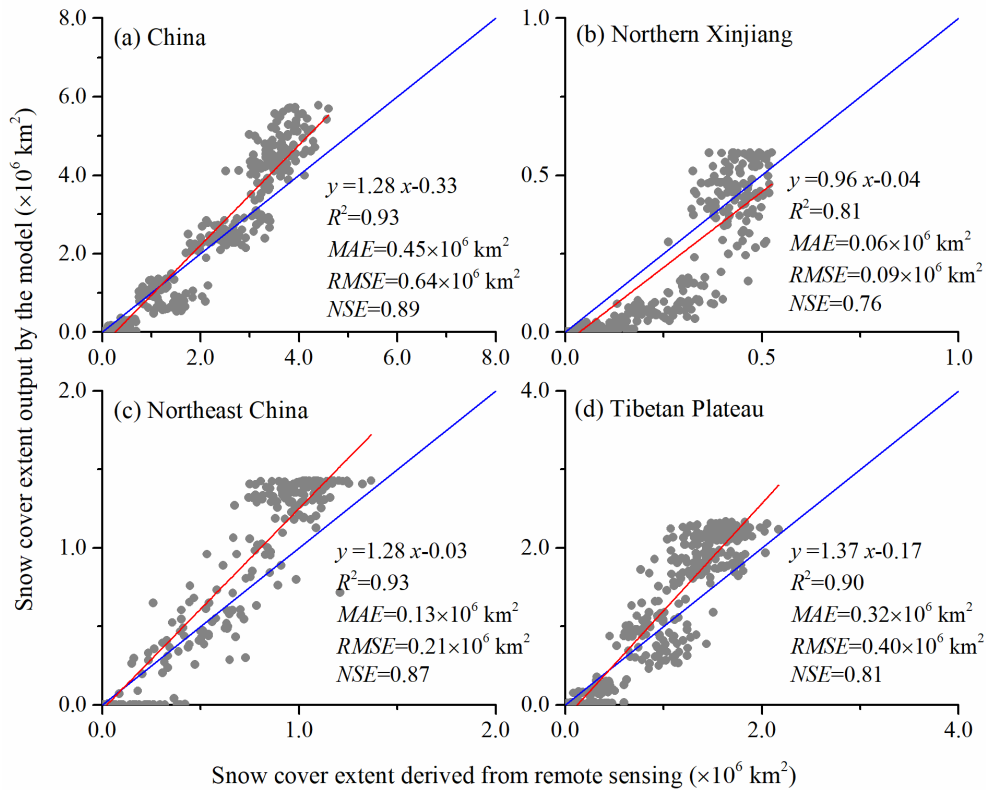 Snow cover extent output by the model (×10⁶ km²)
(a) China
8.0
6.0
4.0
2.0
0.0
y =1.28 x-0.33
R²=0.93
MAE=0.45×10⁶ km²
RMSE=0.64×10⁶ km²
NSE=0.89
0.0 2.0 4.0 8.0
(b) Northern Xinjiang
1.0
0.5
0.0
y =0.96 x-0.04
R²=0.81
MAE=0.06×10⁶ km²
RMSE=0.09×10⁶ km²
NSE=0.76
0.0 0.5 1.0
(c) Northeast China
2.0
1.0
0.0
y =1.28 x-0.03
R²=0.93
MAE=0.13×10⁶ km²
RMSE=0.21×10⁶ km²
NSE=0.87
0.0 1.0 2.0
(d) Tibetan Plateau
4.0
2.0
0.0
y =1.37 x-0.17
R²=0.90
MAE=0.32×10⁶ km²
RMSE=0.40×10⁶ km²
NSE=0.81
0.0 2.0 4.0
Snow cover extent derived from remote sensing (×10⁶ km²)